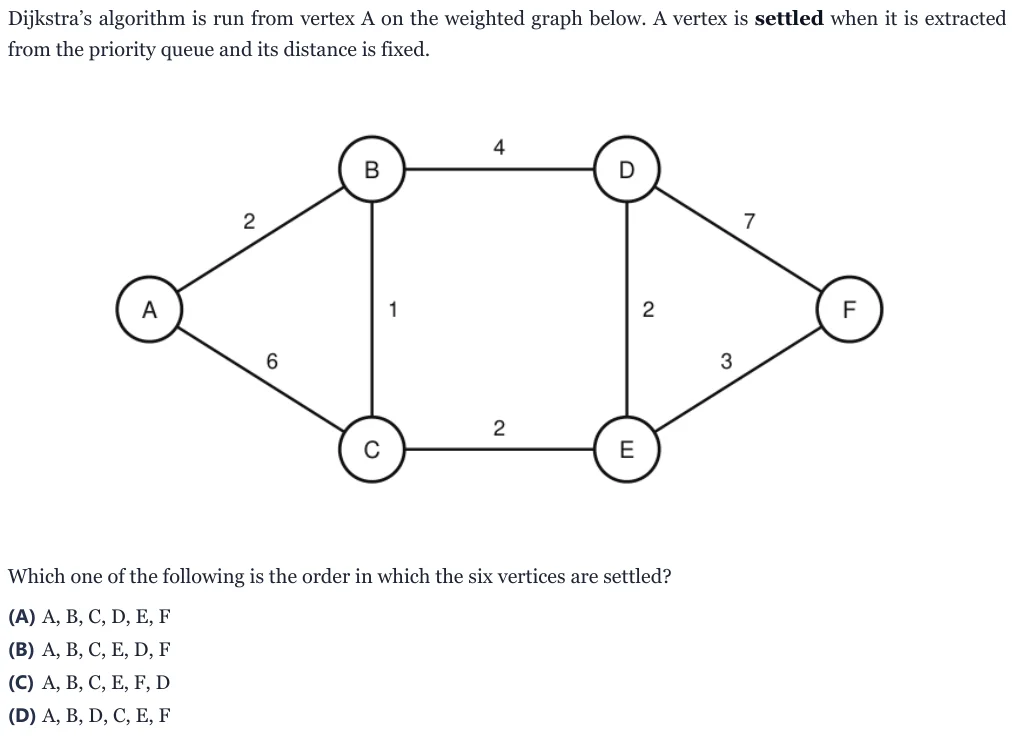 Dijkstra’s algorithm is run from vertex A on the weighted graph below. A vertex is settled when it is extracted
from the priority queue and its distance is fixed.
4
B
D
2
7
A
1
2
F
6
3
2
C
E
Which one of the following is the order in which the six vertices are settled?
(A) A, B, C, D, E, F
(B) A, B, C, E, D, F
(C) A, B, C, E, F, D
(D) A, B, D, C, E, F